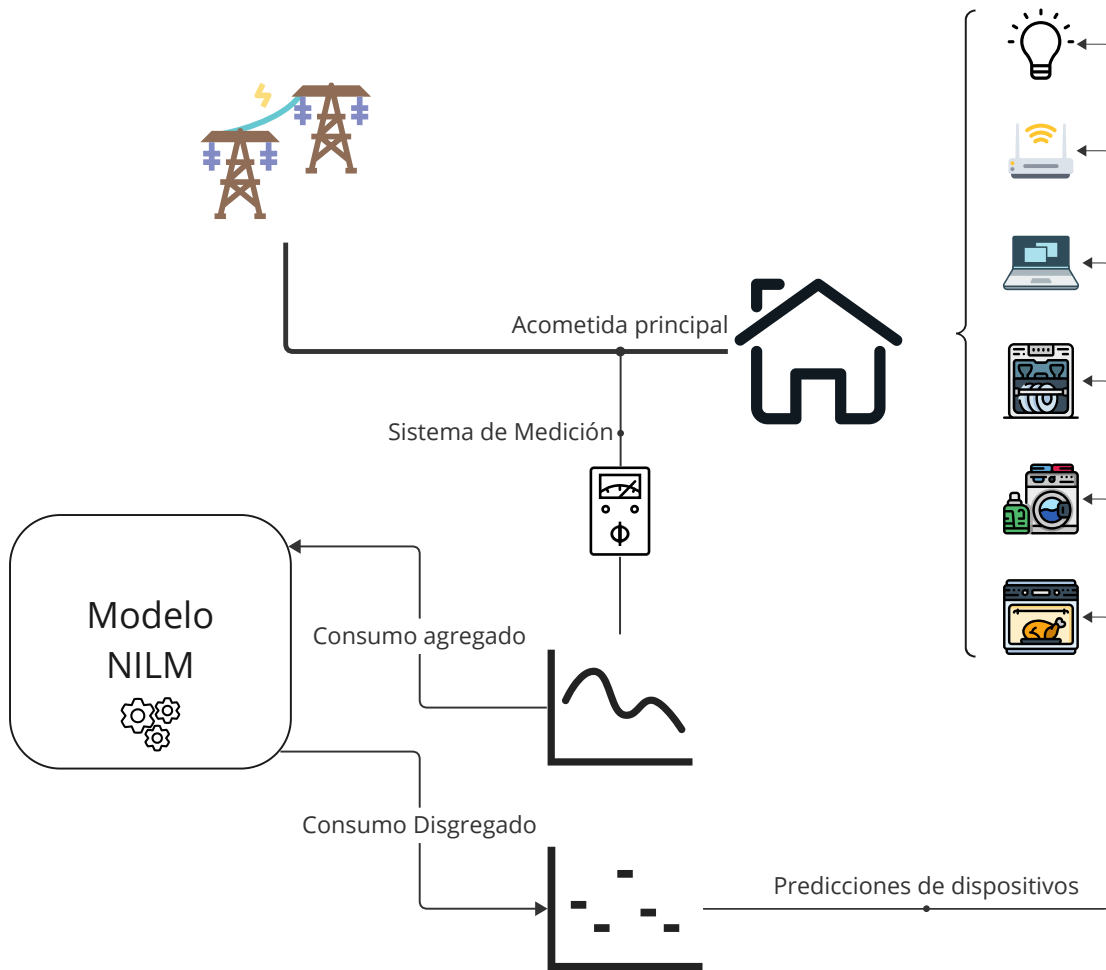 Acometida principal
Sistema de Medición
Modelo
NILM
Consumo agregado
Consumo Disgregado
Predicciones de dispositivos